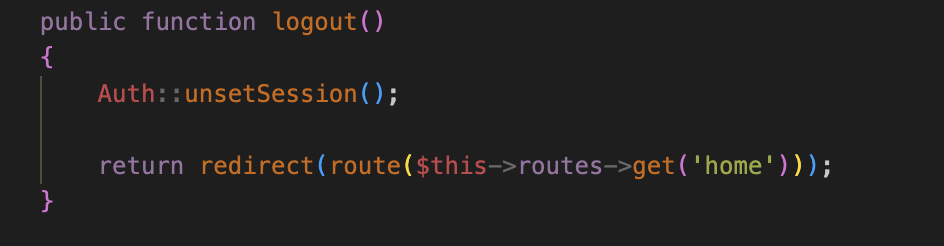 public function logout()
{
Auth::unsetSession();
return redirect(route($this->routes->get('home')));
}